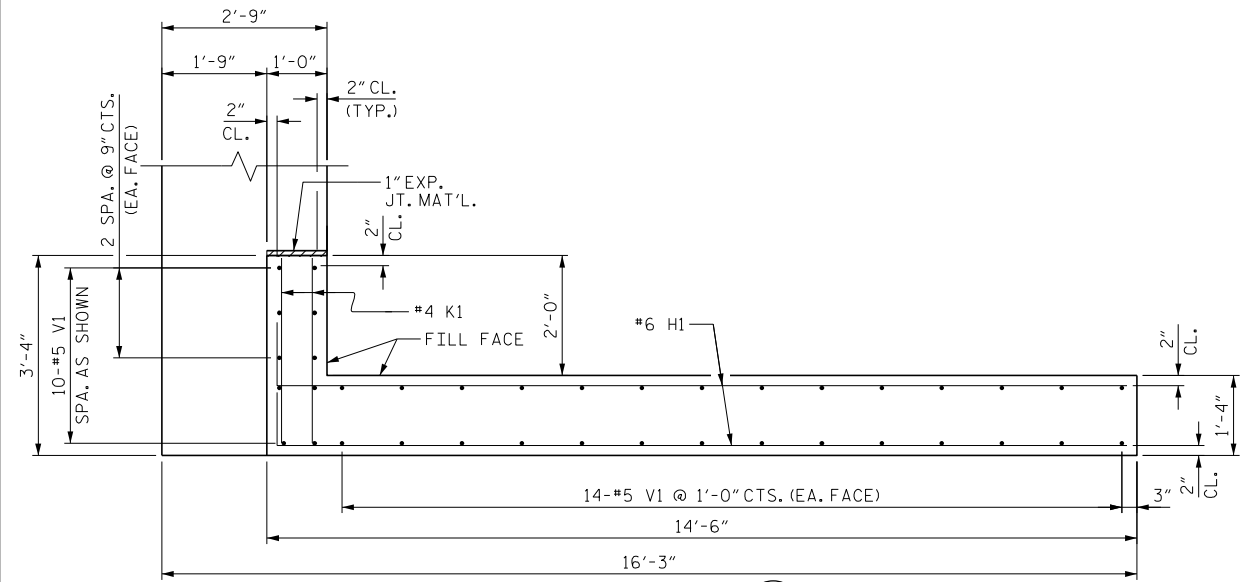 2'-9"
1'-9"
1'-0"
2" CL.
(TYP.)
2"
CL.
2 SPA. @ 9" CTS.
(EA. FACE)
1" EXP.
JT. MAT'L.
2"
CL.
#4 K1
FILL FACE
2'-0"
#6 H1
2"
CL.
3'-4"
10-#5 V1
SPA. AS SHOWN
1'-4"
2"
CL.
14-#5 V1 @ 1'-0" CTS. (EA. FACE)
3"
14'-6"
16'-3"